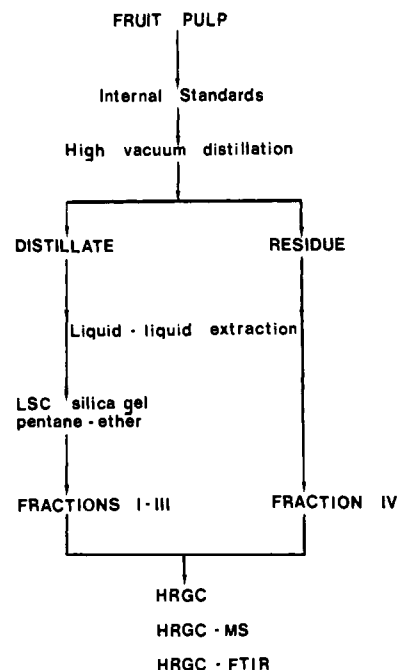 FRUIT PULP
Internal Standards
High vacuum distillation
DISTILLATE
RESIDUE
Liquid - liquid extraction
LSC silica gel
pentane - ether
FRACTIONS I - III
FRACTION IV
HRGC
HRGC - MS
HRGC - FTIR